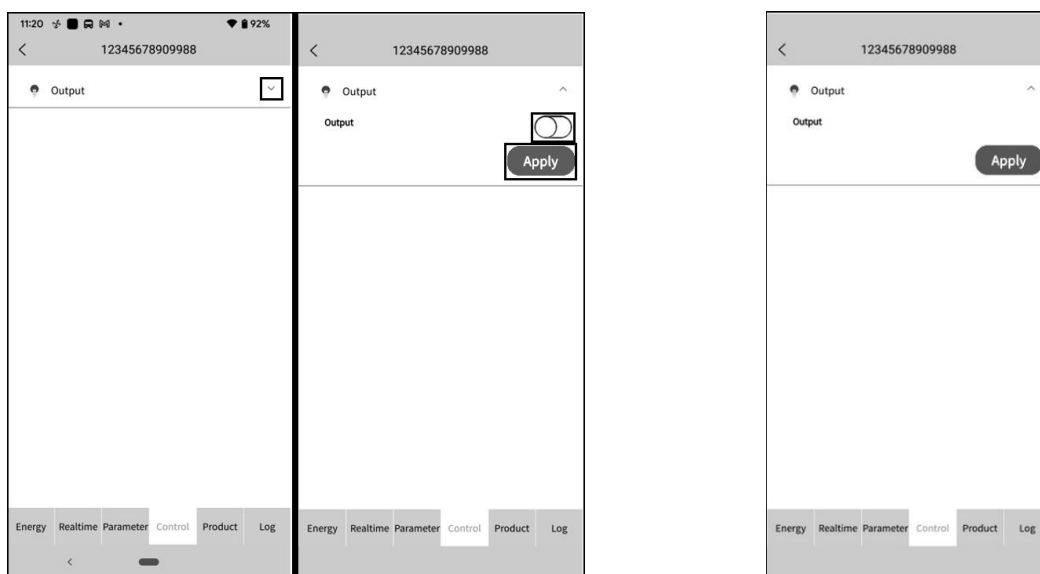 11:20
92%
12345678909988
Output
Energy Realtime Parameter Control Product Log
12345678909988
Output
Output
Apply
Energy Realtime Parameter Control Product Log
12345678909988
Output
Output
Apply
Energy Realtime Parameter Control Product Log